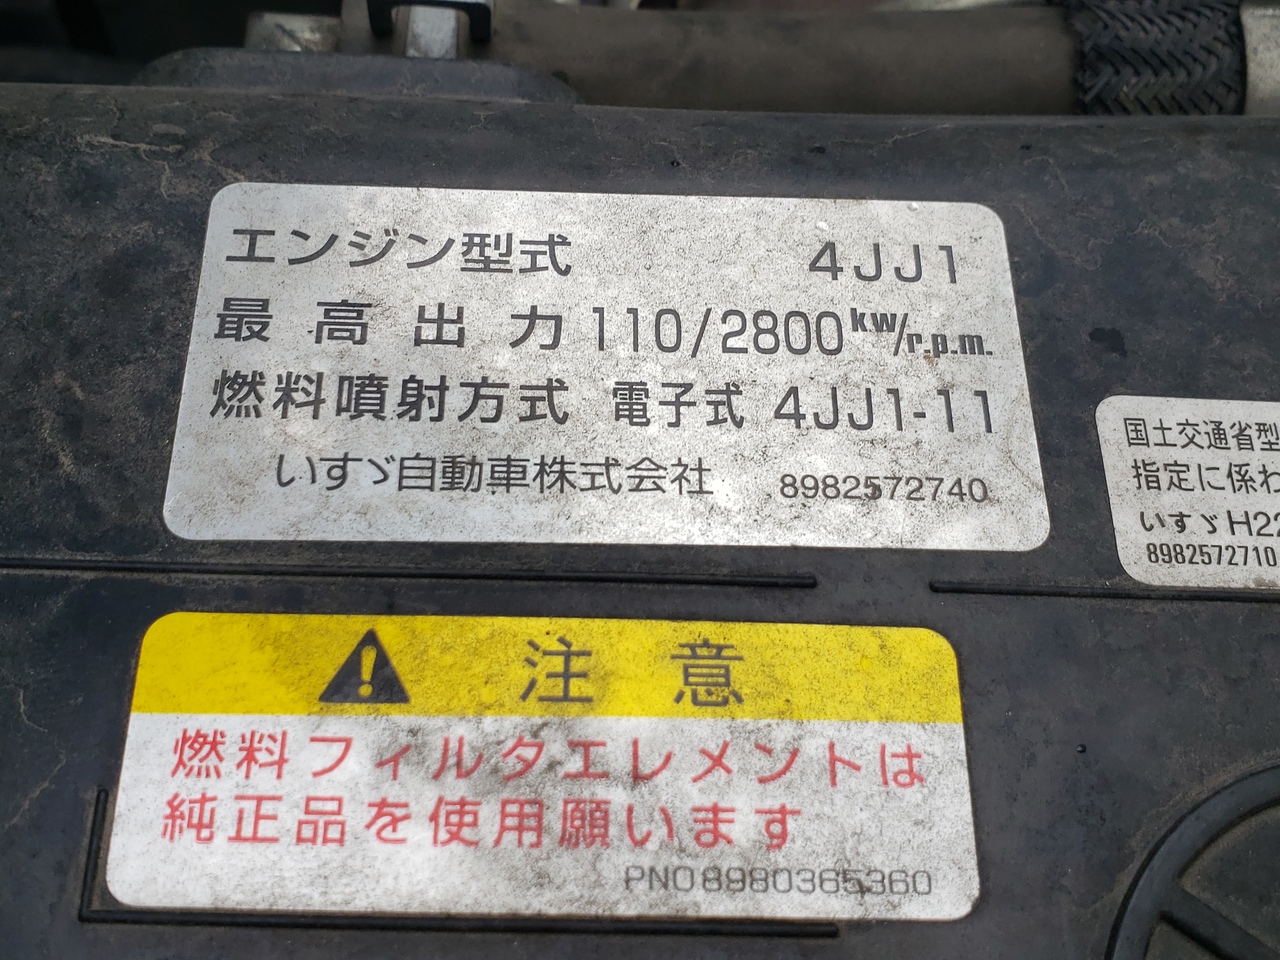 エンジン型式 4JJ1
最高出力 110/2800kw/r.p.m.
燃料噴射方式 電子式 4JJ1-11
いすゞ自動車株式会社 8982572740
国土交通省型
指定に係わ
いすゞH22
8982572710
注意
燃料フィルタエレメントは
純正品を使用願います
PNO8980365360